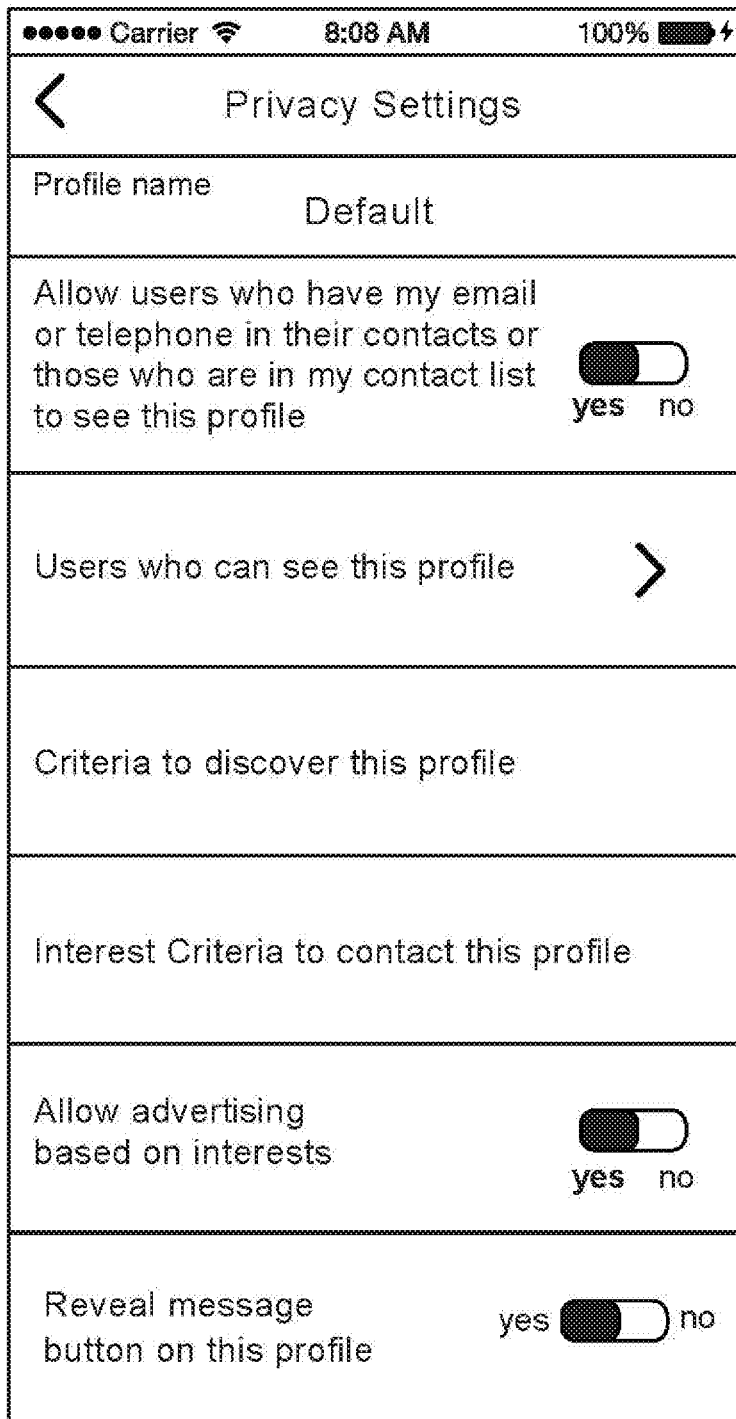 Carrier 8:08 AM 100%
Privacy Settings
Profile name
Default
Allow users who have my email
or telephone in their contacts or
those who are in my contact list
to see this profile
yes no
Users who can see this profile
Criteria to discover this profile
Interest Criteria to contact this profile
Allow advertising
based on interests
yes no
Reveal message
button on this profile
yes no